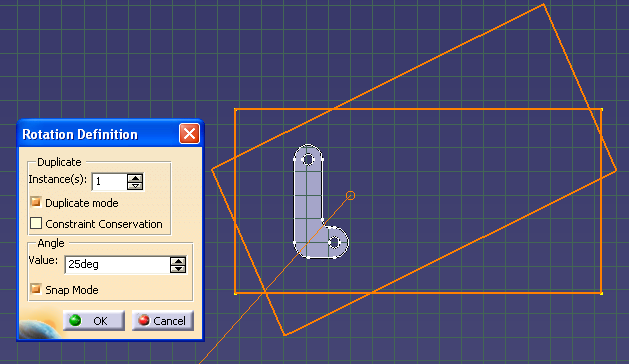 Rotation Definition
Duplicate
Instance(s): 1
Duplicate mode
Constraint Conservation
Angle
Value: 25deg
Snap Mode
OK Cancel